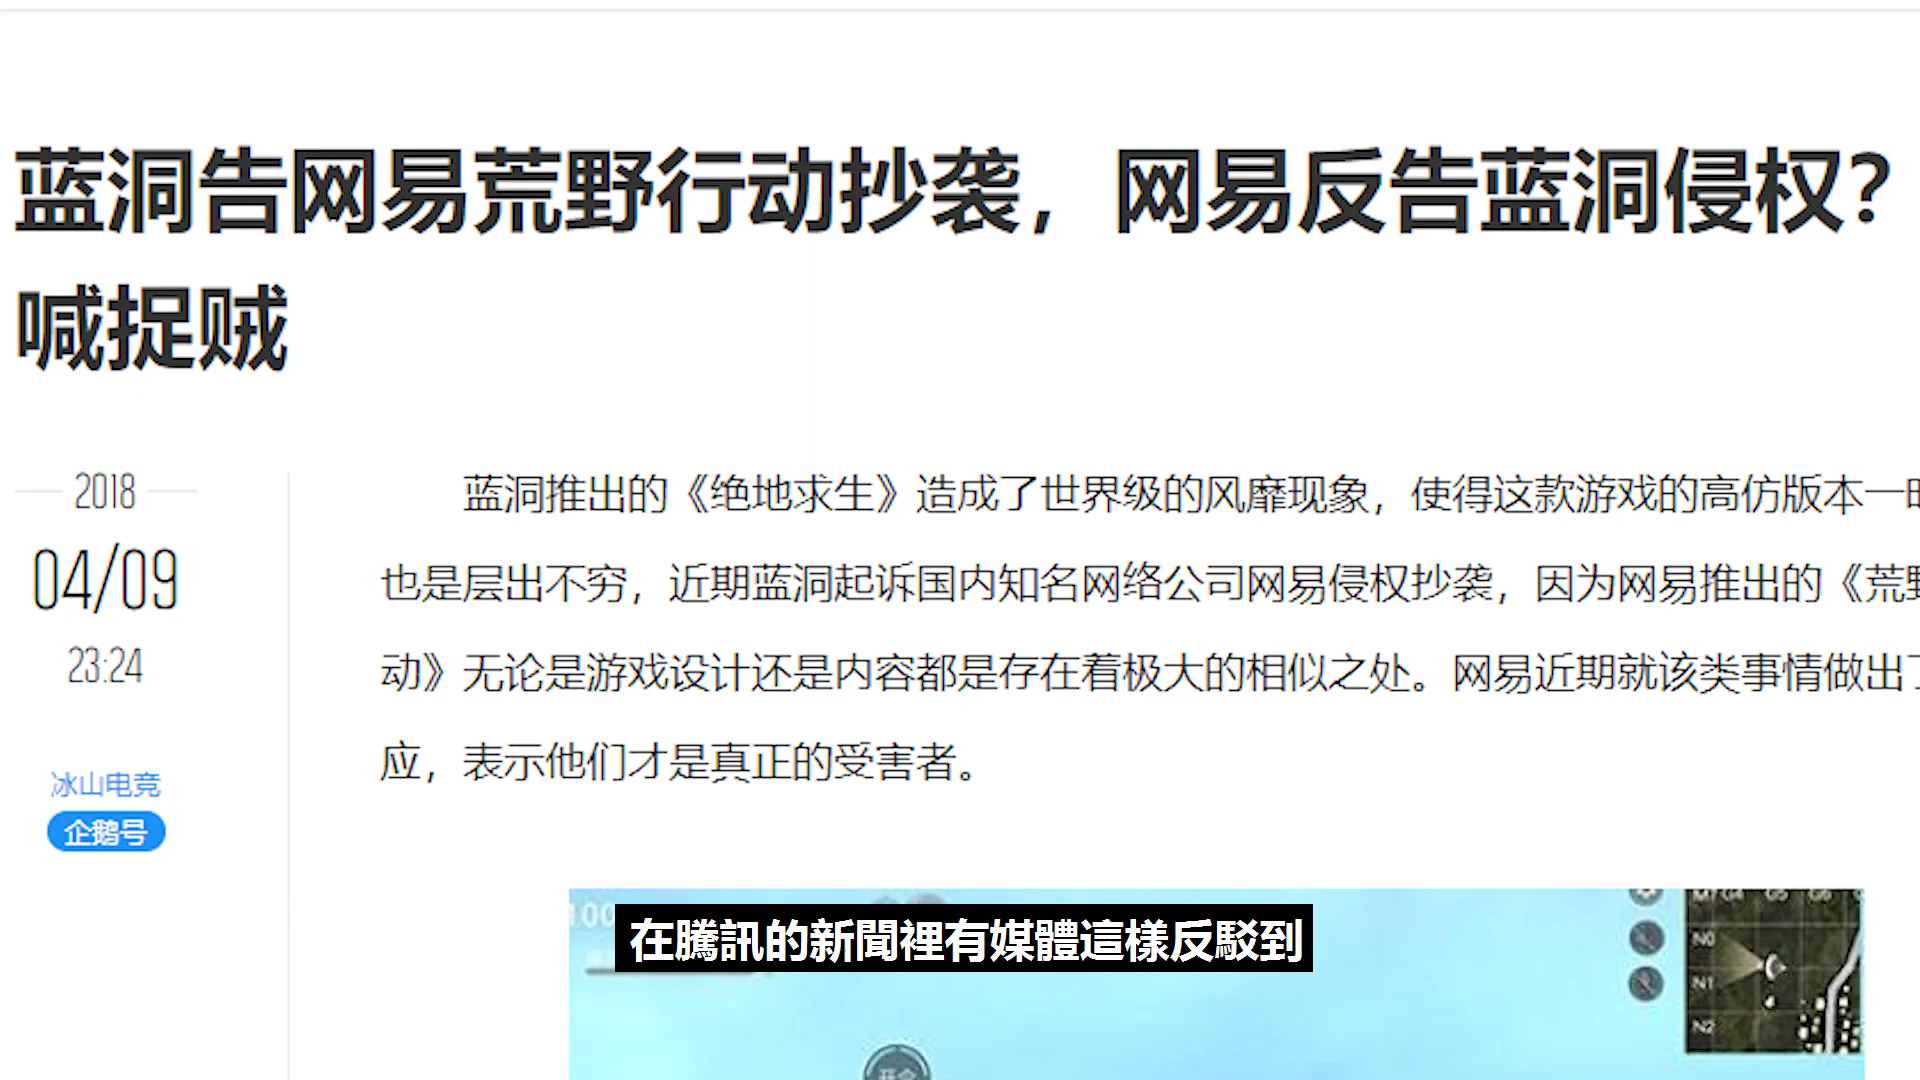 蓝洞告网易荒野行动抄袭，网易反告蓝洞侵权？
喊捉贼
2018
04/09
23:24
冰山电竞
企鹅号
蓝洞推出的《绝地求生》造成了世界级的风靡现象，使得这款游戏的高仿版本一
也是层出不穷，近期蓝洞起诉国内知名网络公司网易侵权抄袭，因为网易推出的《荒
动》无论是游戏设计还是内容都是存在着极大的相似之处。网易近期就该类事情做出
应，表示他们才是真正的受害者。
100
在騰訊的新聞裡有媒體這樣反駁到
N0
N1
N2